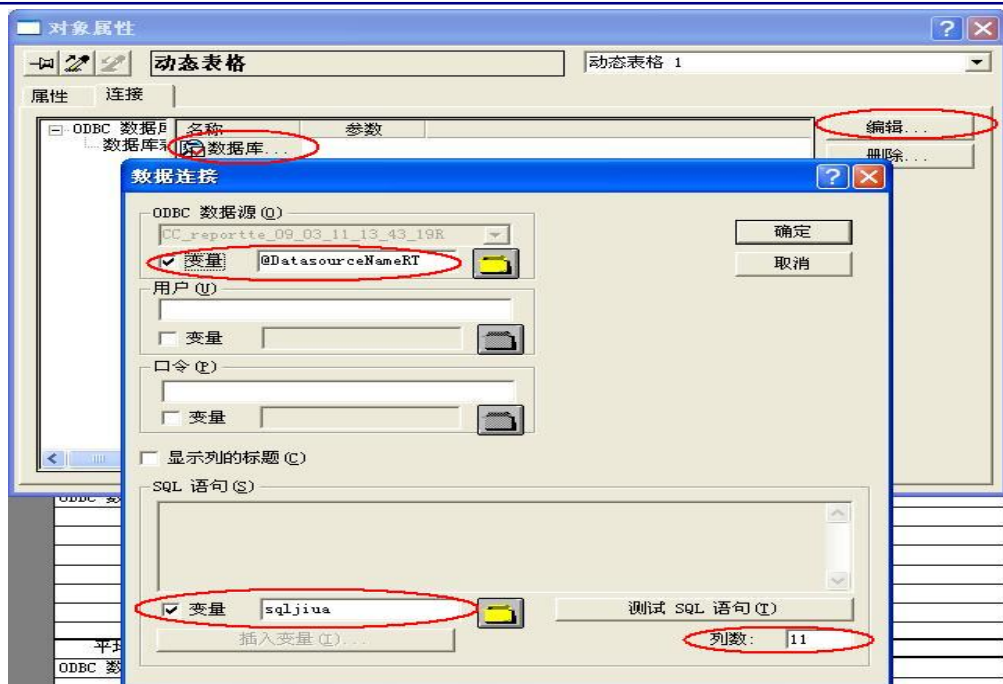 对象属性
动态表格
动态表格 1
属性 连接
ODBC 数据库
数据库
名称 参数
数据库...
编辑...
删除...
数据连接
ODBC 数据源(O)
CC_reportte_09_03_11_13_43_19R
变量 @DatasourceNameRT
确定
取消
用户(U)
变量
口令(P)
变量
显示列的标题(C)
SQL 语句(S)
变量 sqljiua
测试 SQL 语句(T)
插入变量(I)...
列数: 11
ODBC
平均
ODBC 数